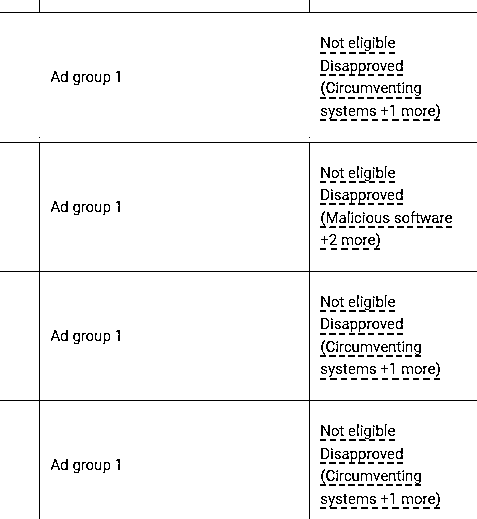 Ad group 1
Not eligible
Disapproved
(Circumventing
systems +1 more)
Ad group 1
Not eligible
Disapproved
(Malicious software
+2 more)
Ad group 1
Not eligible
Disapproved
(Circumventing
systems +1 more)
Ad group 1
Not eligible
Disapproved
(Circumventing
systems +1 more)